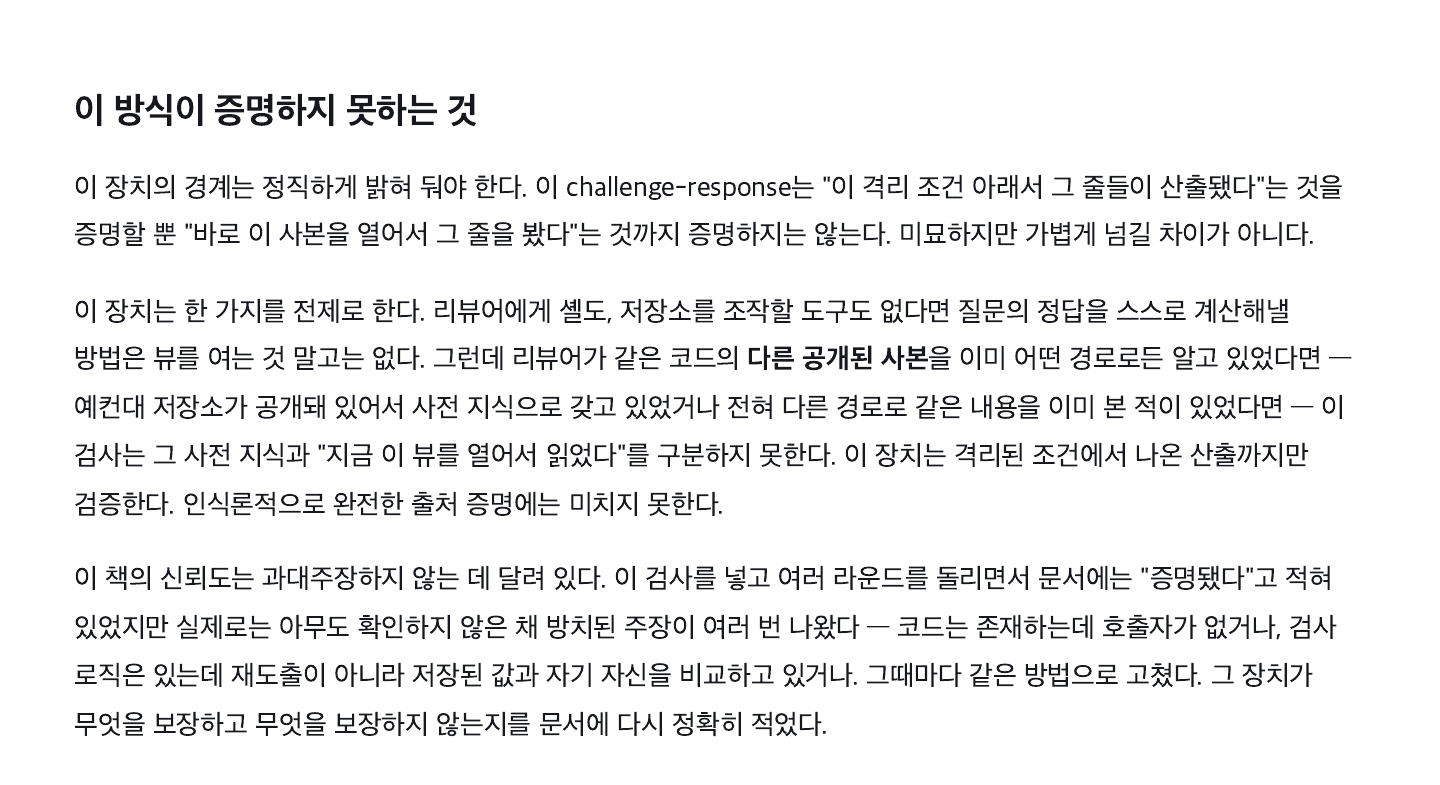 이 방식이 증명하지 못하는 것
이 장치의 경계는 정직하게 밝혀 둬야 한다. 이 challenge-response는 "이 격리 조건 아래서 그 줄들이 산출됐다"는 것을
증명할 뿐 "바로 이 사본을 열어서 그 줄을 봤다"는 것까지 증명하지는 않는다. 미묘하지만 가볍게 넘길 차이가 아니다.
이 장치는 한 가지를 전제로 한다. 리뷰어에게 셸도, 저장소를 조작할 도구도 없다면 질문의 정답을 스스로 계산해낼
방법은 뷰를 여는 것 말고는 없다. 그런데 리뷰어가 같은 코드의 다른 공개된 사본을 이미 어떤 경로로든 알고 있었다면 —
예컨대 저장소가 공개돼 있어서 사전 지식으로 갖고 있었거나 전혀 다른 경로로 같은 내용을 이미 본 적이 있었다면 — 이
검사는 그 사전 지식과 "지금 이 뷰를 열어서 읽었다"를 구분하지 못한다. 이 장치는 격리된 조건에서 나온 산출까지만
검증한다. 인식론적으로 완전한 출처 증명에는 미치지 못한다.
이 책의 신뢰도는 과대주장하지 않는 데 달려 있다. 이 검사를 넣고 여러 라운드를 돌리면서 문서에는 "증명됐다"고 적혀
있었지만 실제로는 아무도 확인하지 않은 채 방치된 주장이 여러 번 나왔다 — 코드는 존재하는데 호출자가 없거나, 검사
로직은 있는데 재도출이 아니라 저장된 값과 자기 자신을 비교하고 있거나. 그때마다 같은 방법으로 고쳤다. 그 장치가
무엇을 보장하고 무엇을 보장하지 않는지를 문서에 다시 정확히 적었다.